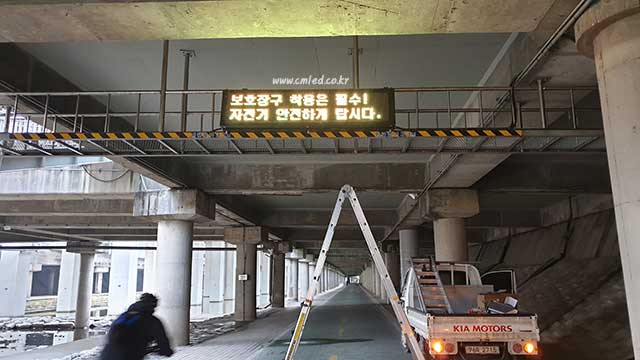 www.cmled.co.kr
보호장구 착용은 필수!
자전거 안전하게 탑시다.
KIA MOTORS